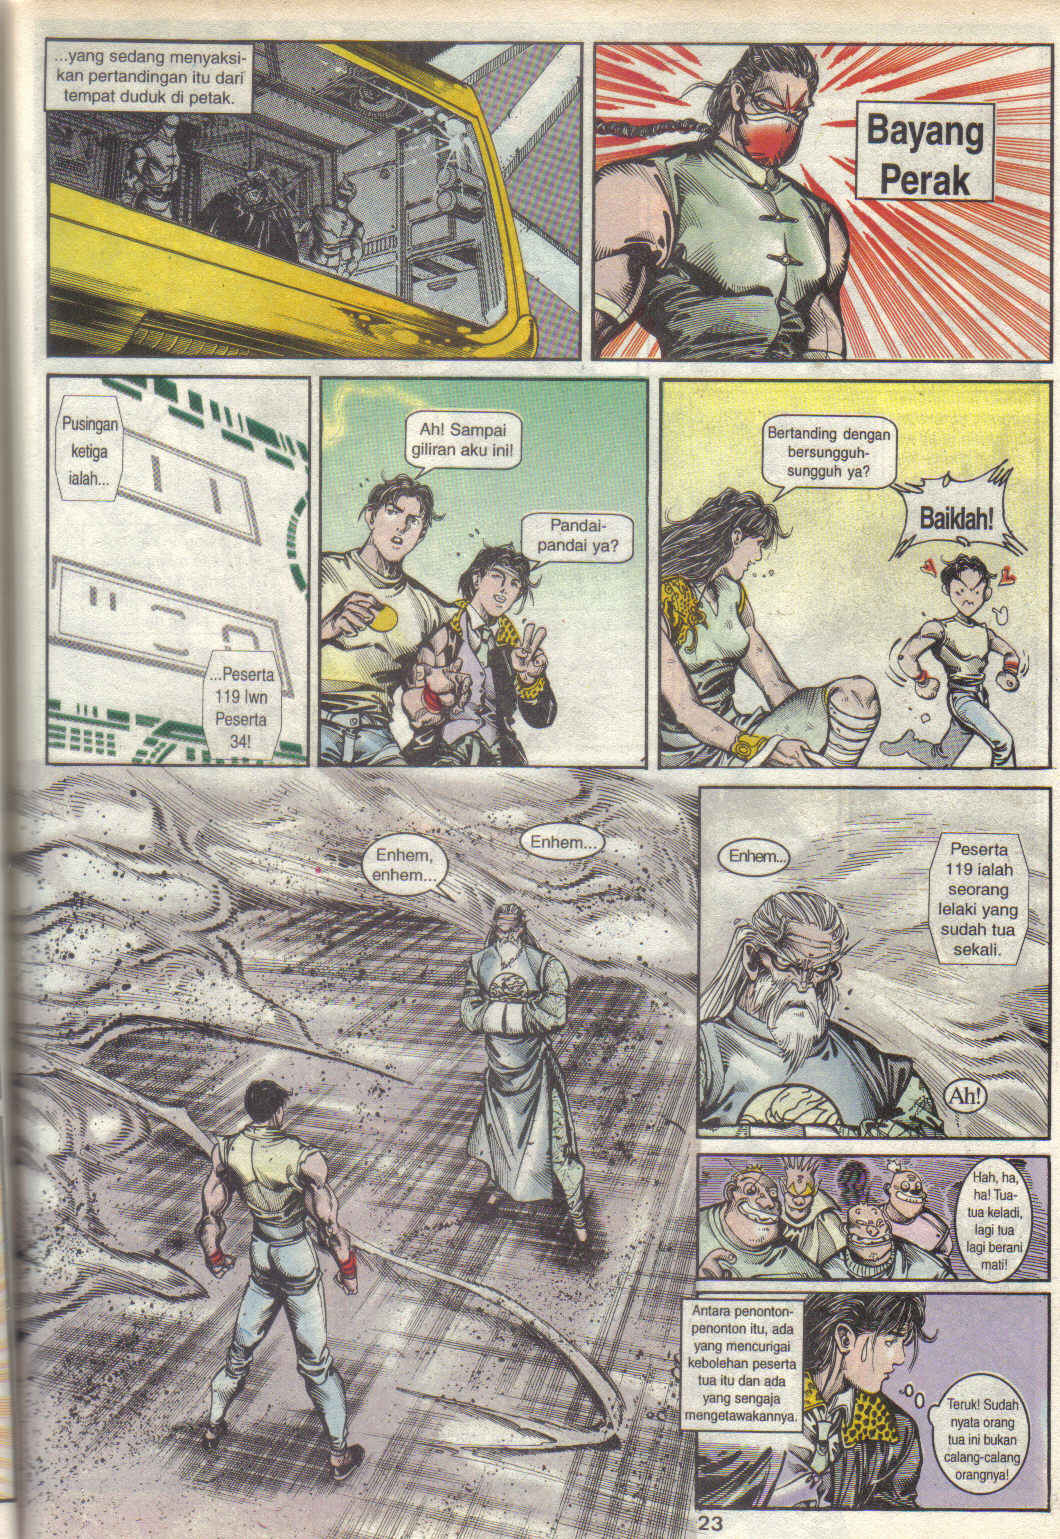 ...yang sedang menyaksi-
kan pertandingan itu dari
tempat duduk di petak.
Bayang
Perak
Pusingan
ketiga
ialah...
...Peserta
119 lwn
Peserta
34!
Ah! Sampai
giliran aku ini!
Pandai-
pandai ya?
Bertanding dengan
bersungguh-
sungguh ya?
Baiklah!
Enhem,
enhem...
Enhem...
Enhem...
Peserta
119 ialah
seorang
lelaki yang
sudah tua
sekali.
Ah!
Hah, ha,
ha! Tua-
tua keladi,
lagi tua
lagi berani
mati!
Antara penonton-
penonton itu, ada
yang mencurigai
kebolehan peserta
tua itu dan ada
yang sengaja
mengetawakannya.
Teruk! Sudah
nyata orang
tua ini bukan
calang-calang
orangnya!
23